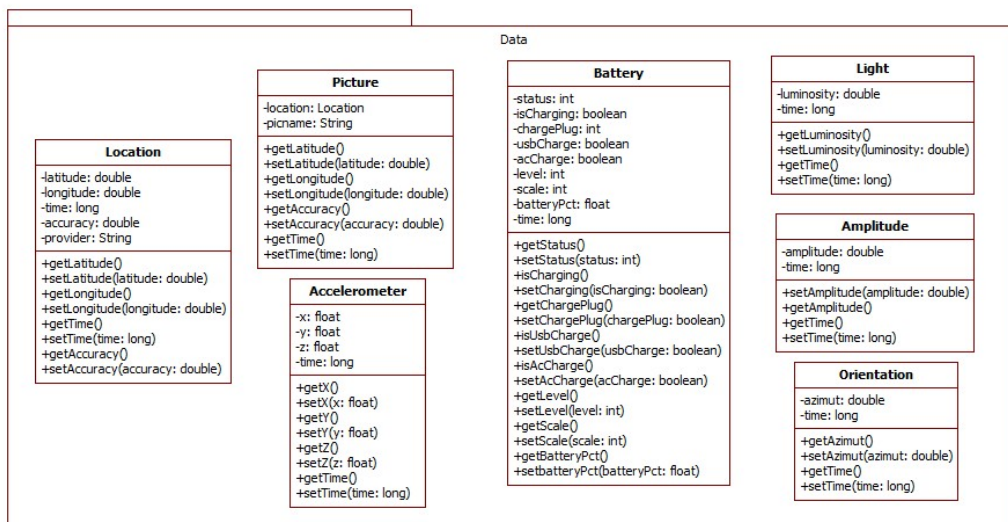 Data
Location
-latitude: double
-longitude: double
-time: long
-accuracy: double
-provider: String
+getLatitude()
+setLatitude(latitude: double)
+getLongitude()
+setLongitude(longitude: double)
+getTime()
+setTime(time: long)
+getAccuracy()
+setAccuracy(accuracy: double)
Picture
-location: Location
-picname: String
+getLatitude()
+setLatitude(latitude: double)
+getLongitude()
+setLongitude(longitude: double)
+getAccuracy()
+setAccuracy(accuracy: double)
+getTime()
+setTime(time: long)
Accelerometer
-x: float
-y: float
-z: float
-time: long
+getX()
+setX(x: float)
+getY()
+setY(y: float)
+getZ()
+setZ(z: float)
+getTime()
+setTime(time: long)
Battery
-status: int
-isCharging: boolean
-chargePlug: int
-usbCharge: boolean
-acCharge: boolean
-level: int
-scale: int
-batteryPct: float
-time: long
+getStatus()
+setStatus(status: int)
+isCharging()
+setCharging(isCharging: boolean)
+getChargePlug()
+setChargePlug(chargePlug: boolean)
+isUsbCharge()
+setUsbCharge(usbCharge: boolean)
+isAcCharge()
+setAcCharge(acCharge: boolean)
+getLevel()
+setLevel(level: int)
+getScale()
+setScale(scale: int)
+getBatteryPct()
+setbatteryPct(batteryPct: float)
Light
-luminosity: double
-time: long
+getLuminosity()
+setLuminosity(luminosity: double)
+getTime()
+setTime(time: long)
Amplitude
-amplitude: double
-time: long
+setAmplitude(amplitude: double)
+getAmplitude()
+getTime()
+setTime(time: long)
Orientation
-azimut: double
-time: long
+getAzimut()
+setAzimut(azimut: double)
+getTime()
+setTime(time: long)